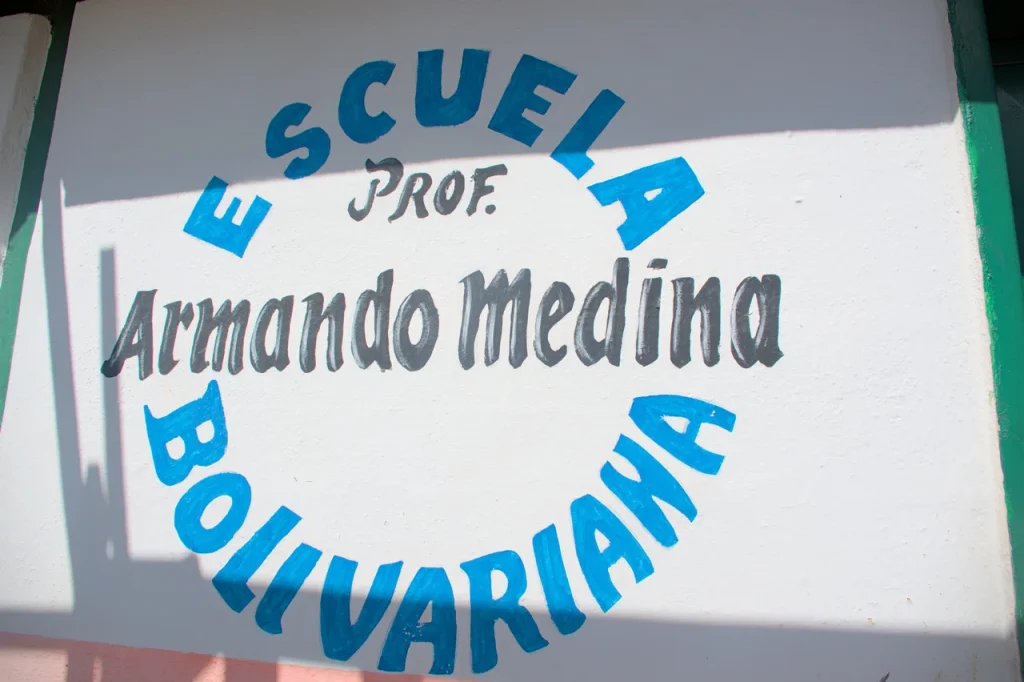 ESCUELA
PROF.
Armando Medina
BOLIVARIANA